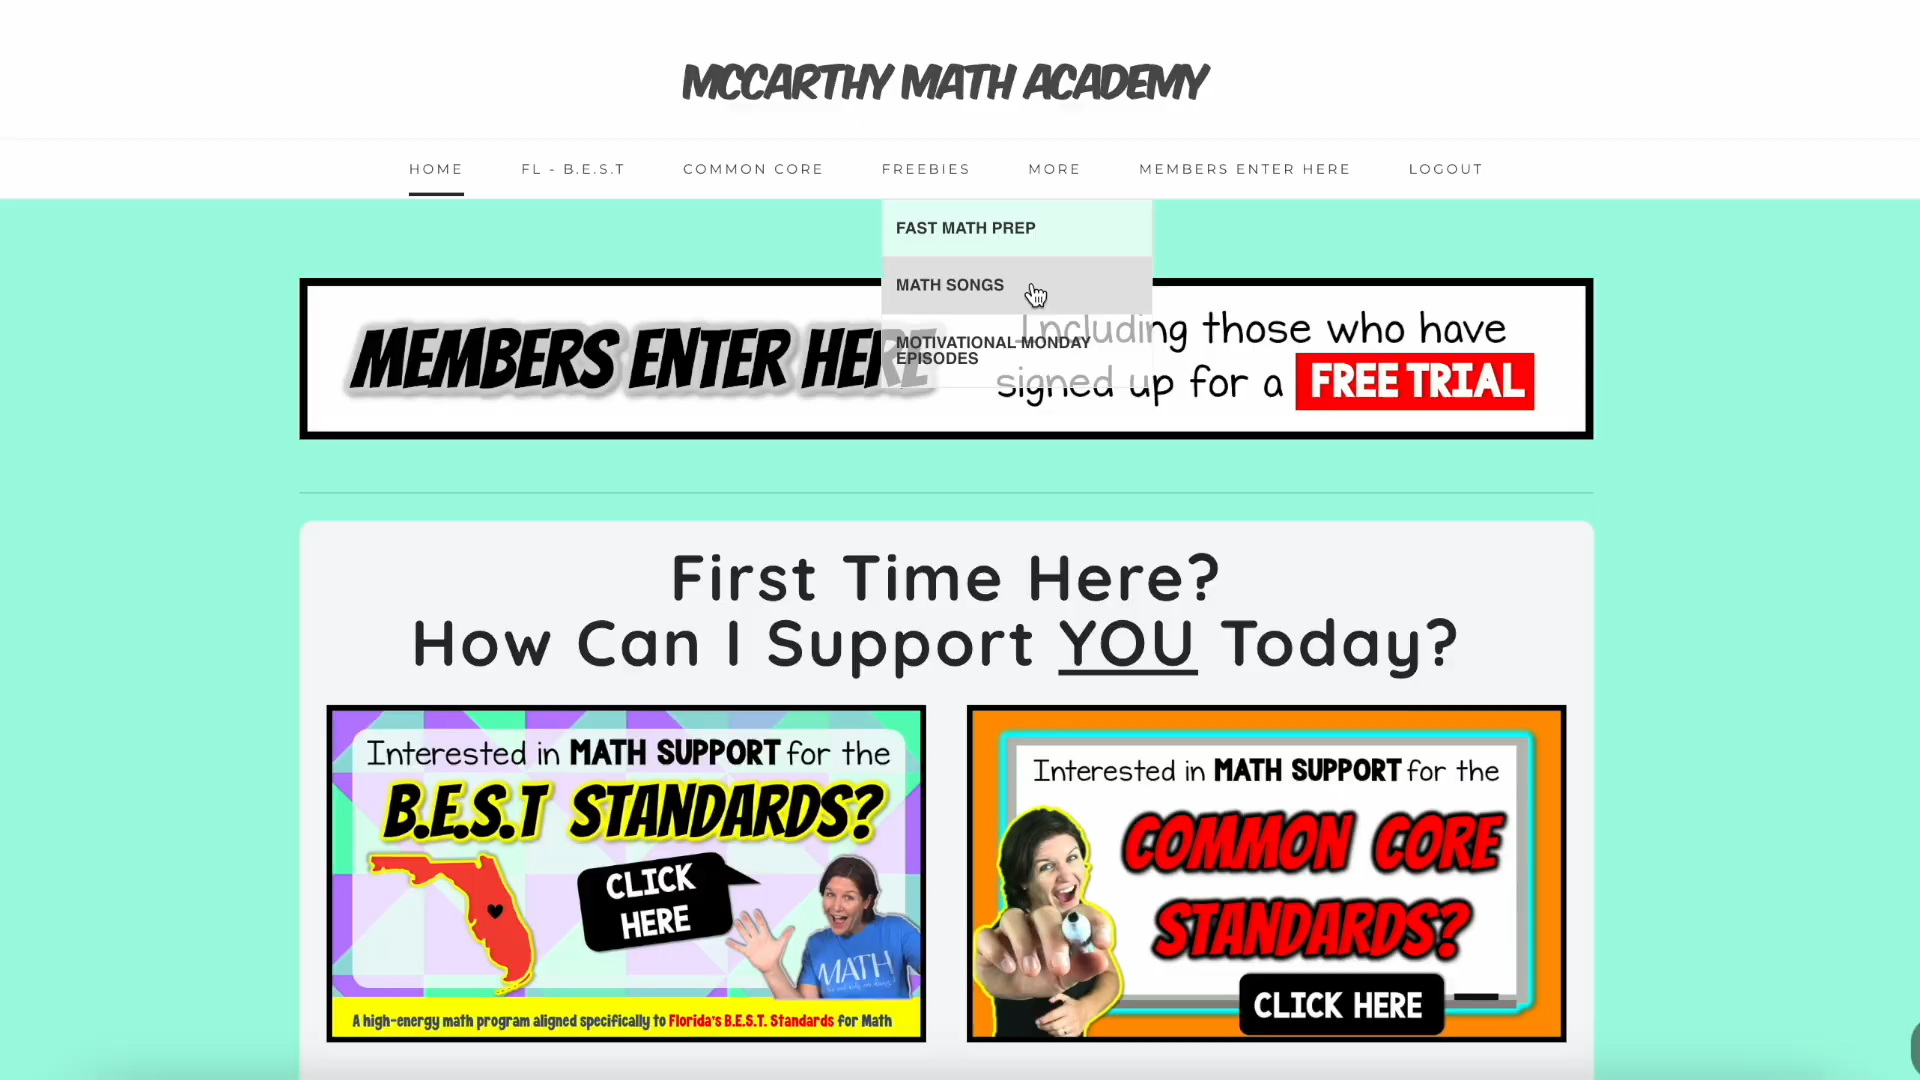 MCCARTHY MATH ACADEMY
HOME FL - B.E.S.T COMMON CORE FREEBIES MORE MEMBERS ENTER HERE LOGOUT
FAST MATH PREP
MATH SONGS
MOTIVATIONAL MONDAY
EPISODES
MEMBERS ENTER HERE
Including those who have
signed up for a FREE TRIAL
First Time Here?
How Can I Support YOU Today?
Interested in MATH SUPPORT for the
B.E.S.T STANDARDS?
CLICK
HERE
MATH
A high-energy math program aligned specifically to Florida's B.E.S.T. Standards for Math
Interested in MATH SUPPORT for the
COMMON CORE
STANDARDS?
CLICK HERE